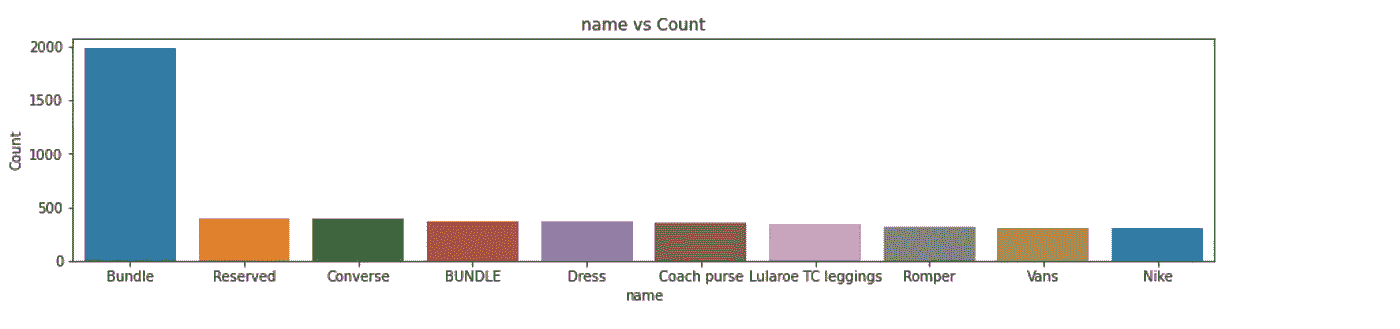 name vs Count
2000
1500
1000
500
0
Count
Bundle Reserved Converse BUNDLE Dress Coach purse Lularoe TC leggings Romper Vans Nike
name